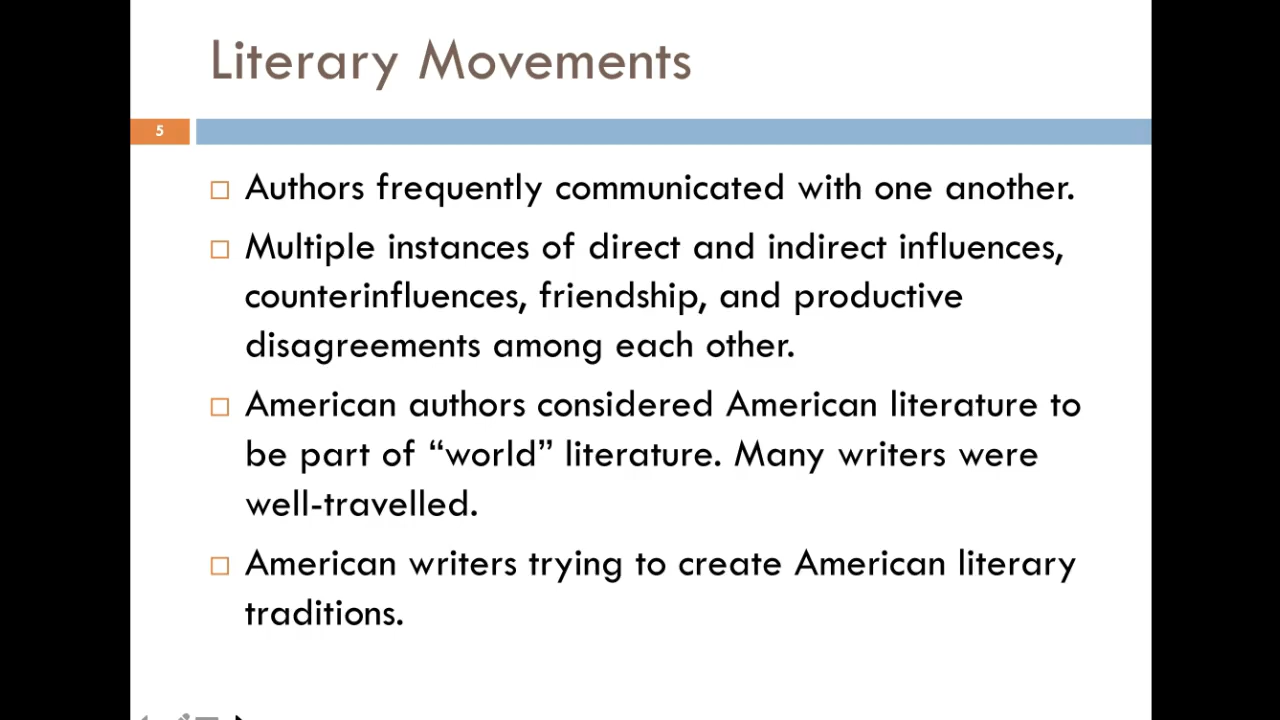 Literary Movements
5
Authors frequently communicated with one another.
Multiple instances of direct and indirect influences,
counterinfluences, friendship, and productive
disagreements among each other.
American authors considered American literature to
be part of “world” literature. Many writers were
well-travelled.
American writers trying to create American literary
traditions.